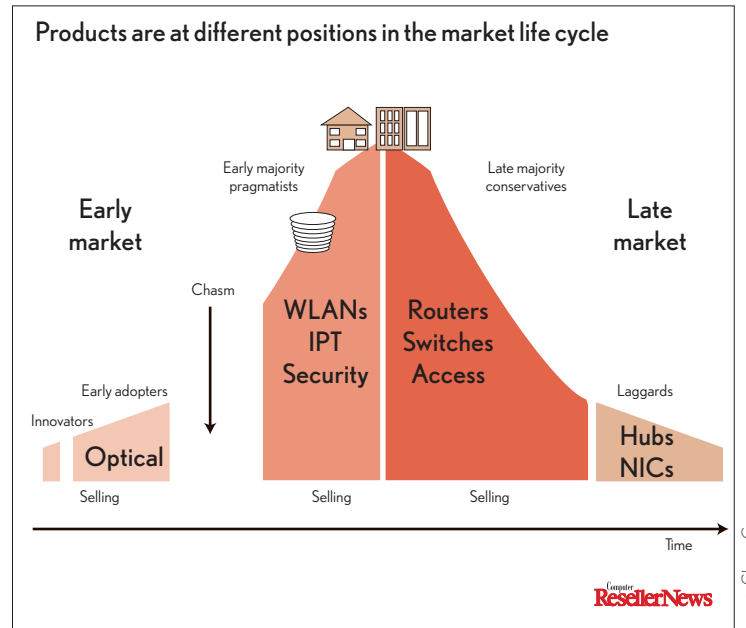 Products are at different positions in the market life cycle
Early majority
pragmatists
Late majority
conservatives
Early
market
Late
market
Chasm
WLANs
IPT
Security
Routers
Switches
Access
Early adopters
Innovators
Optical
Laggards
Hubs
NICs
Selling
Selling
Selling
Time
Computer
ResellerNews